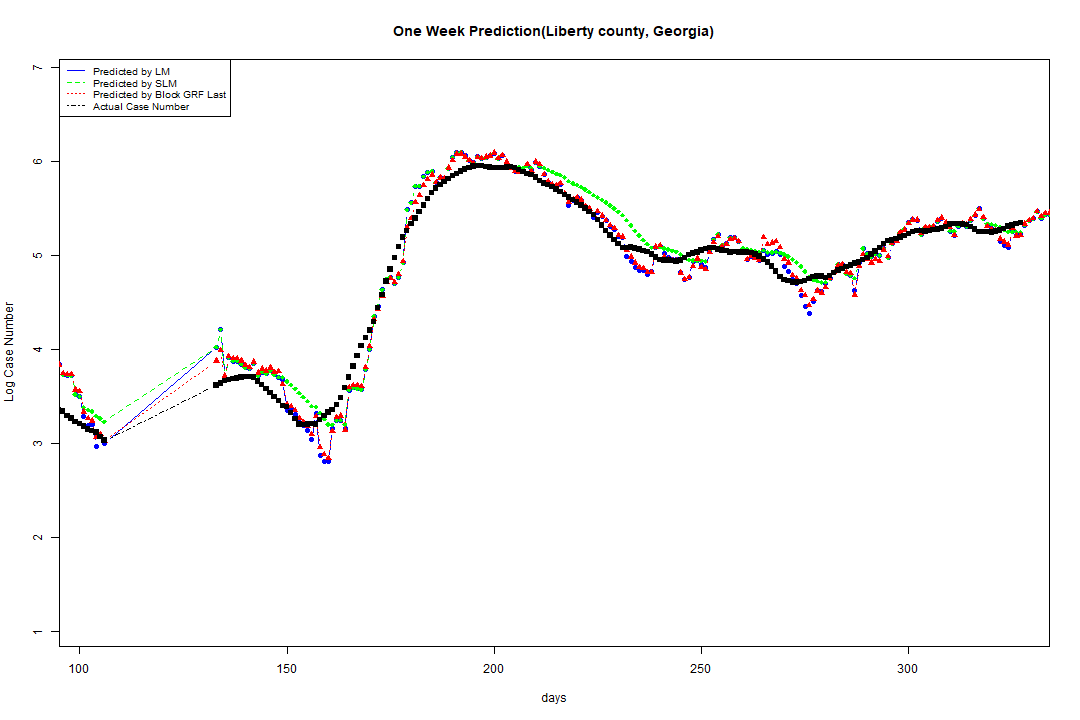 One Week Prediction(Liberty county, Georgia)
Predicted by LM
Predicted by SLM
Predicted by Block GRF Last
Actual Case Number
Log Case Number
7
6
5
4
3
2
1
100 150 200 250 300
days